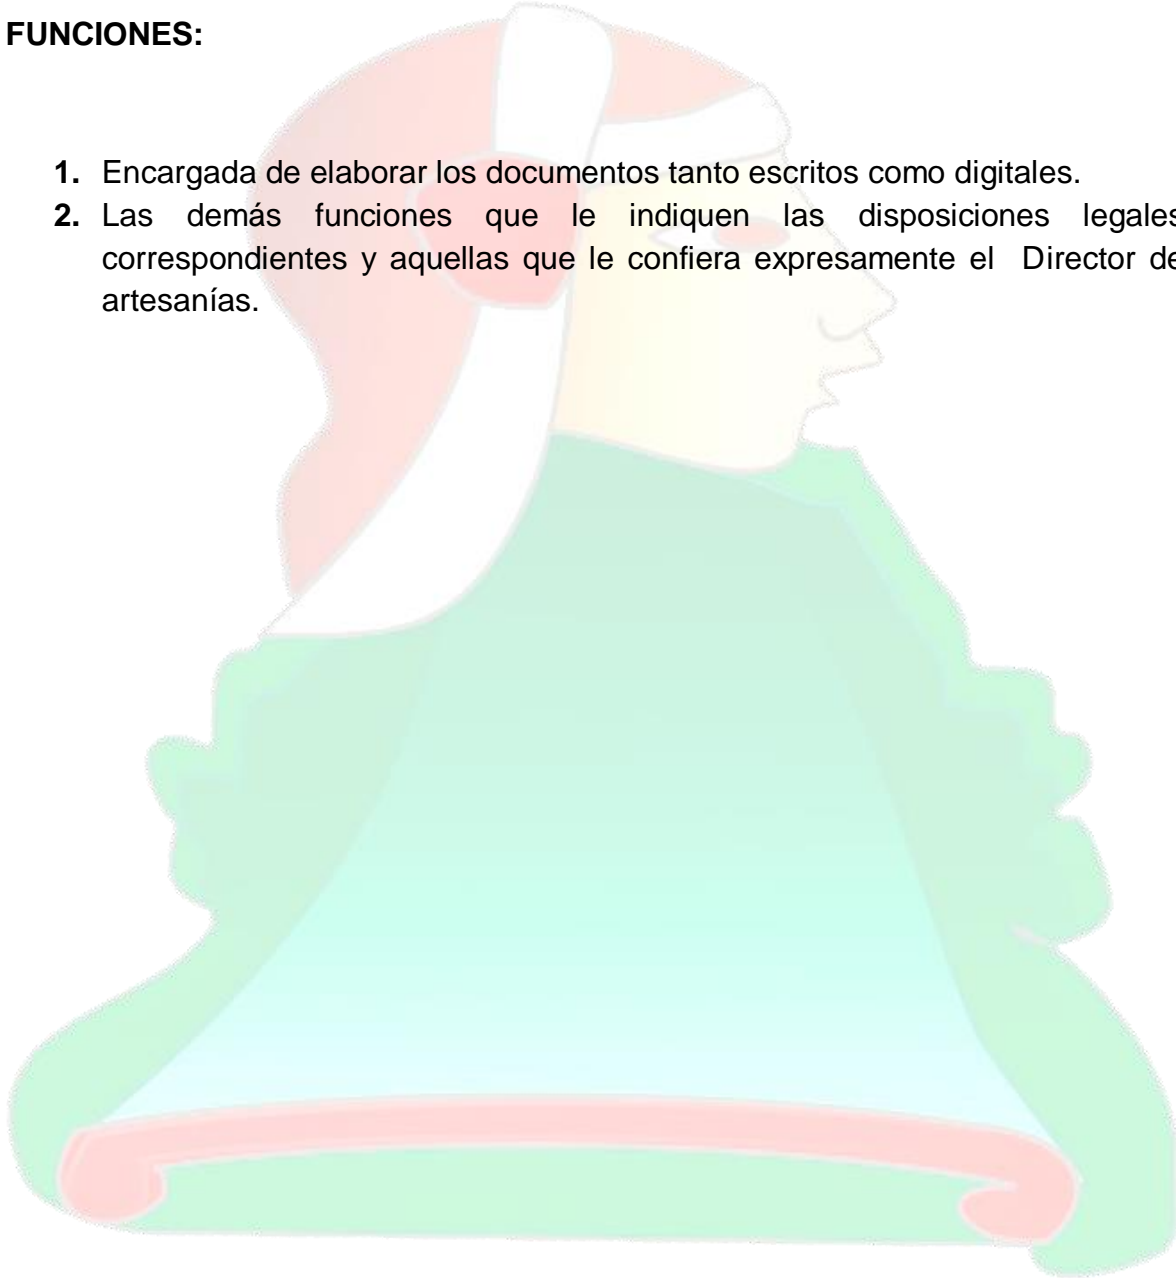 FUNCIONES:
1. Encargada de elaborar los documentos tanto escritos como digitales.
2. Las demás funciones que le indiquen las disposiciones legales
correspondientes y aquellas que le confiera expresamente el Director de
artesanías.